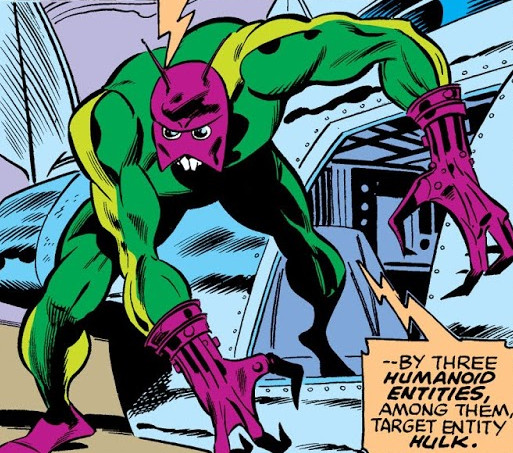 --BY THREE
HUMANOID
ENTITIES,
AMONG THEM,
TARGET ENTITY
HULK.